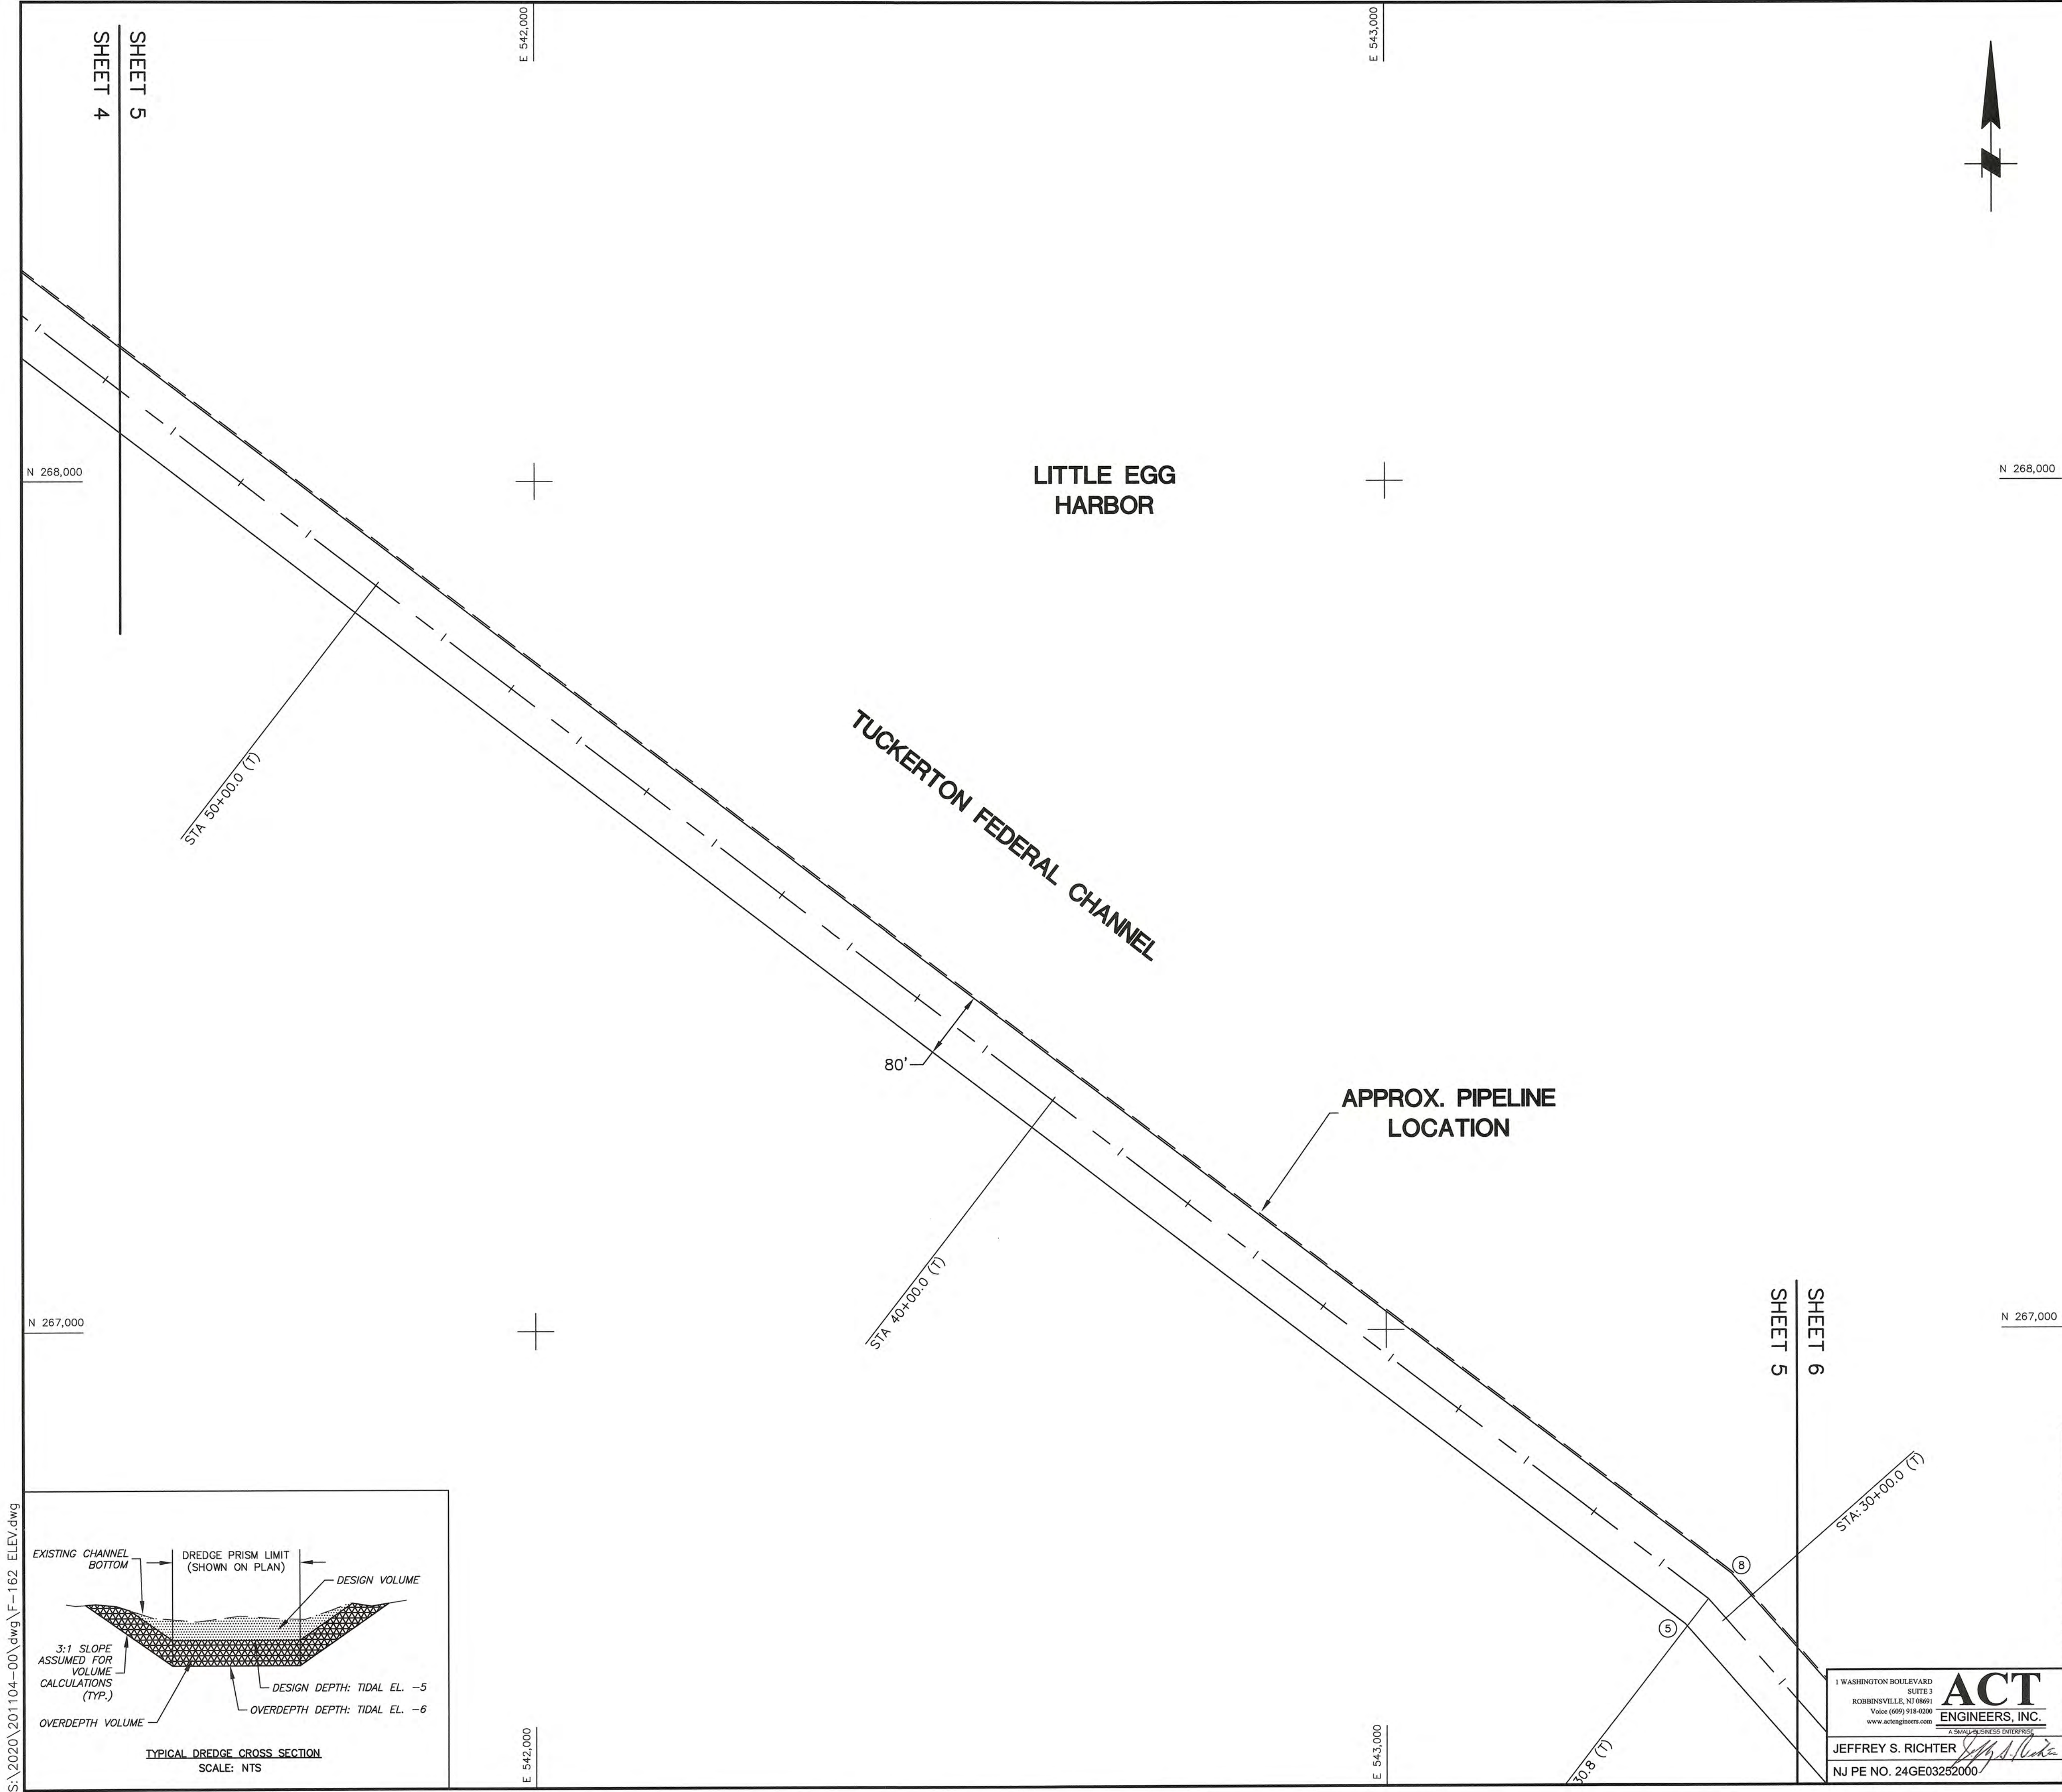 E 542,000
E 543,000
SHEET 5
SHEET 4
N 268,000
LITTLE EGG
HARBOR
N 268,000
STA 50+00.0 (T)
TUCKERTON FEDERAL CHANNEL
80'
APPROX. PIPELINE
LOCATION
STA 40+00.0 (T)
N 267,000
SHEET 6
SHEET 5
N 267,000
STA: 30+00.0 (T)
8
5
30.8 (T)
S:\2020\201104-00\dwg\F-162 ELEV.dwg
EXISTING CHANNEL
BOTTOM
DREDGE PRISM LIMIT
(SHOWN ON PLAN)
DESIGN VOLUME
3:1 SLOPE
ASSUMED FOR
VOLUME
CALCULATIONS
(TYP.)
DESIGN DEPTH: TIDAL EL. -5
OVERDEPTH DEPTH: TIDAL EL. -6
OVERDEPTH VOLUME
TYPICAL DREDGE CROSS SECTION
SCALE: NTS
E 542,000
E 543,000
1 WASHINGTON BOULEVARD
SUITE 3
ROBBINSVILLE, NJ 08691
Voice (609) 918-0200
www.actengineers.com
ACT
ENGINEERS, INC.
A SMALL BUSINESS ENTERPRISE
JEFFREY S. RICHTER
NJ PE NO. 24GE03252000